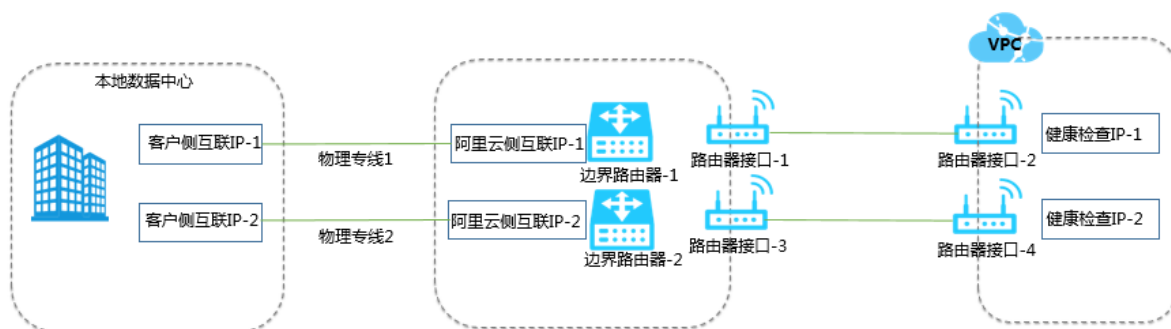 VPC
本地数据中心
客户侧互联IP-1
物理专线1
阿里云侧互联IP-1
边界路由器-1
路由器接口-1
路由器接口-2
健康检查IP-1
客户侧互联IP-2
物理专线2
阿里云侧互联IP-2
边界路由器-2
路由器接口-3
路由器接口-4
健康检查IP-2